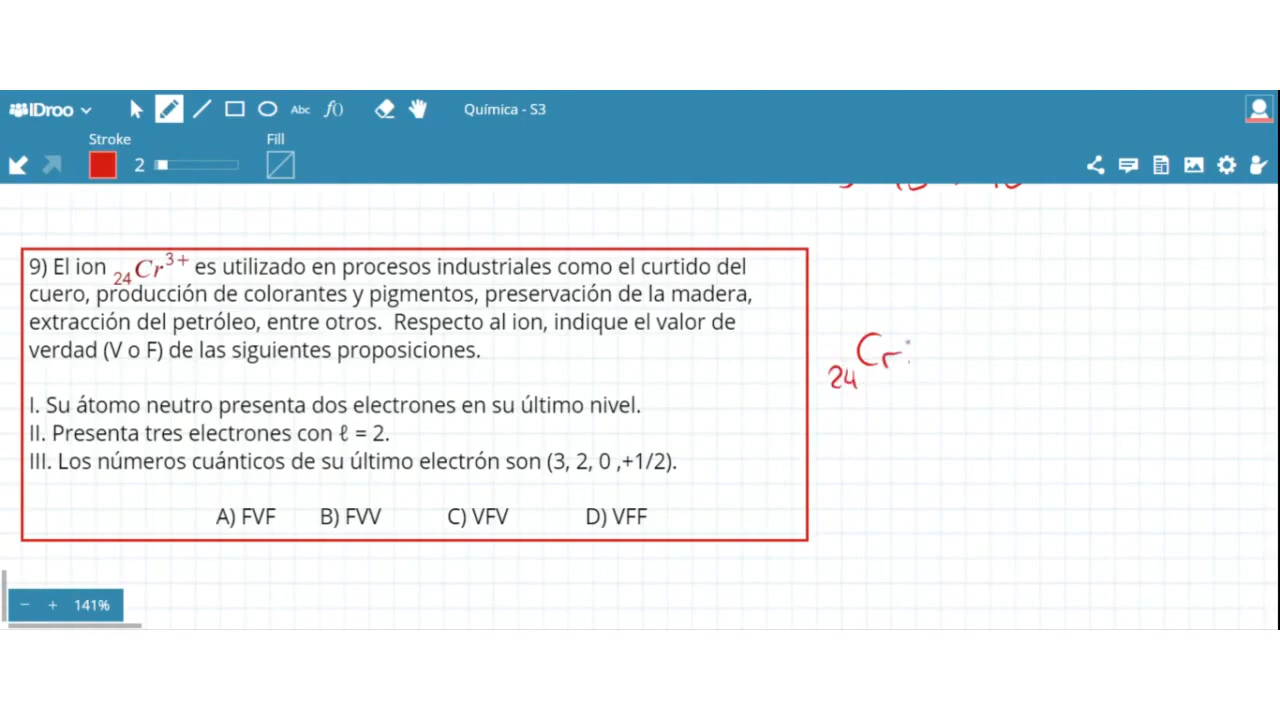 IDroo
Abc
f()
Química - S3
Stroke
2
Fill
9) El ion ₂₄Cr³⁺ es utilizado en procesos industriales como el curtido del
cuero, producción de colorantes y pigmentos, preservación de la madera,
extracción del petróleo, entre otros. Respecto al ion, indique el valor de
verdad (V o F) de las siguientes proposiciones.
I. Su átomo neutro presenta dos electrones en su último nivel.
II. Presenta tres electrones con ℓ = 2.
III. Los números cuánticos de su último electrón son (3, 2, 0 ,+1/2).
A) FVF B) FVV C) VFV D) VFF
₂₄Cr:
− + 141%